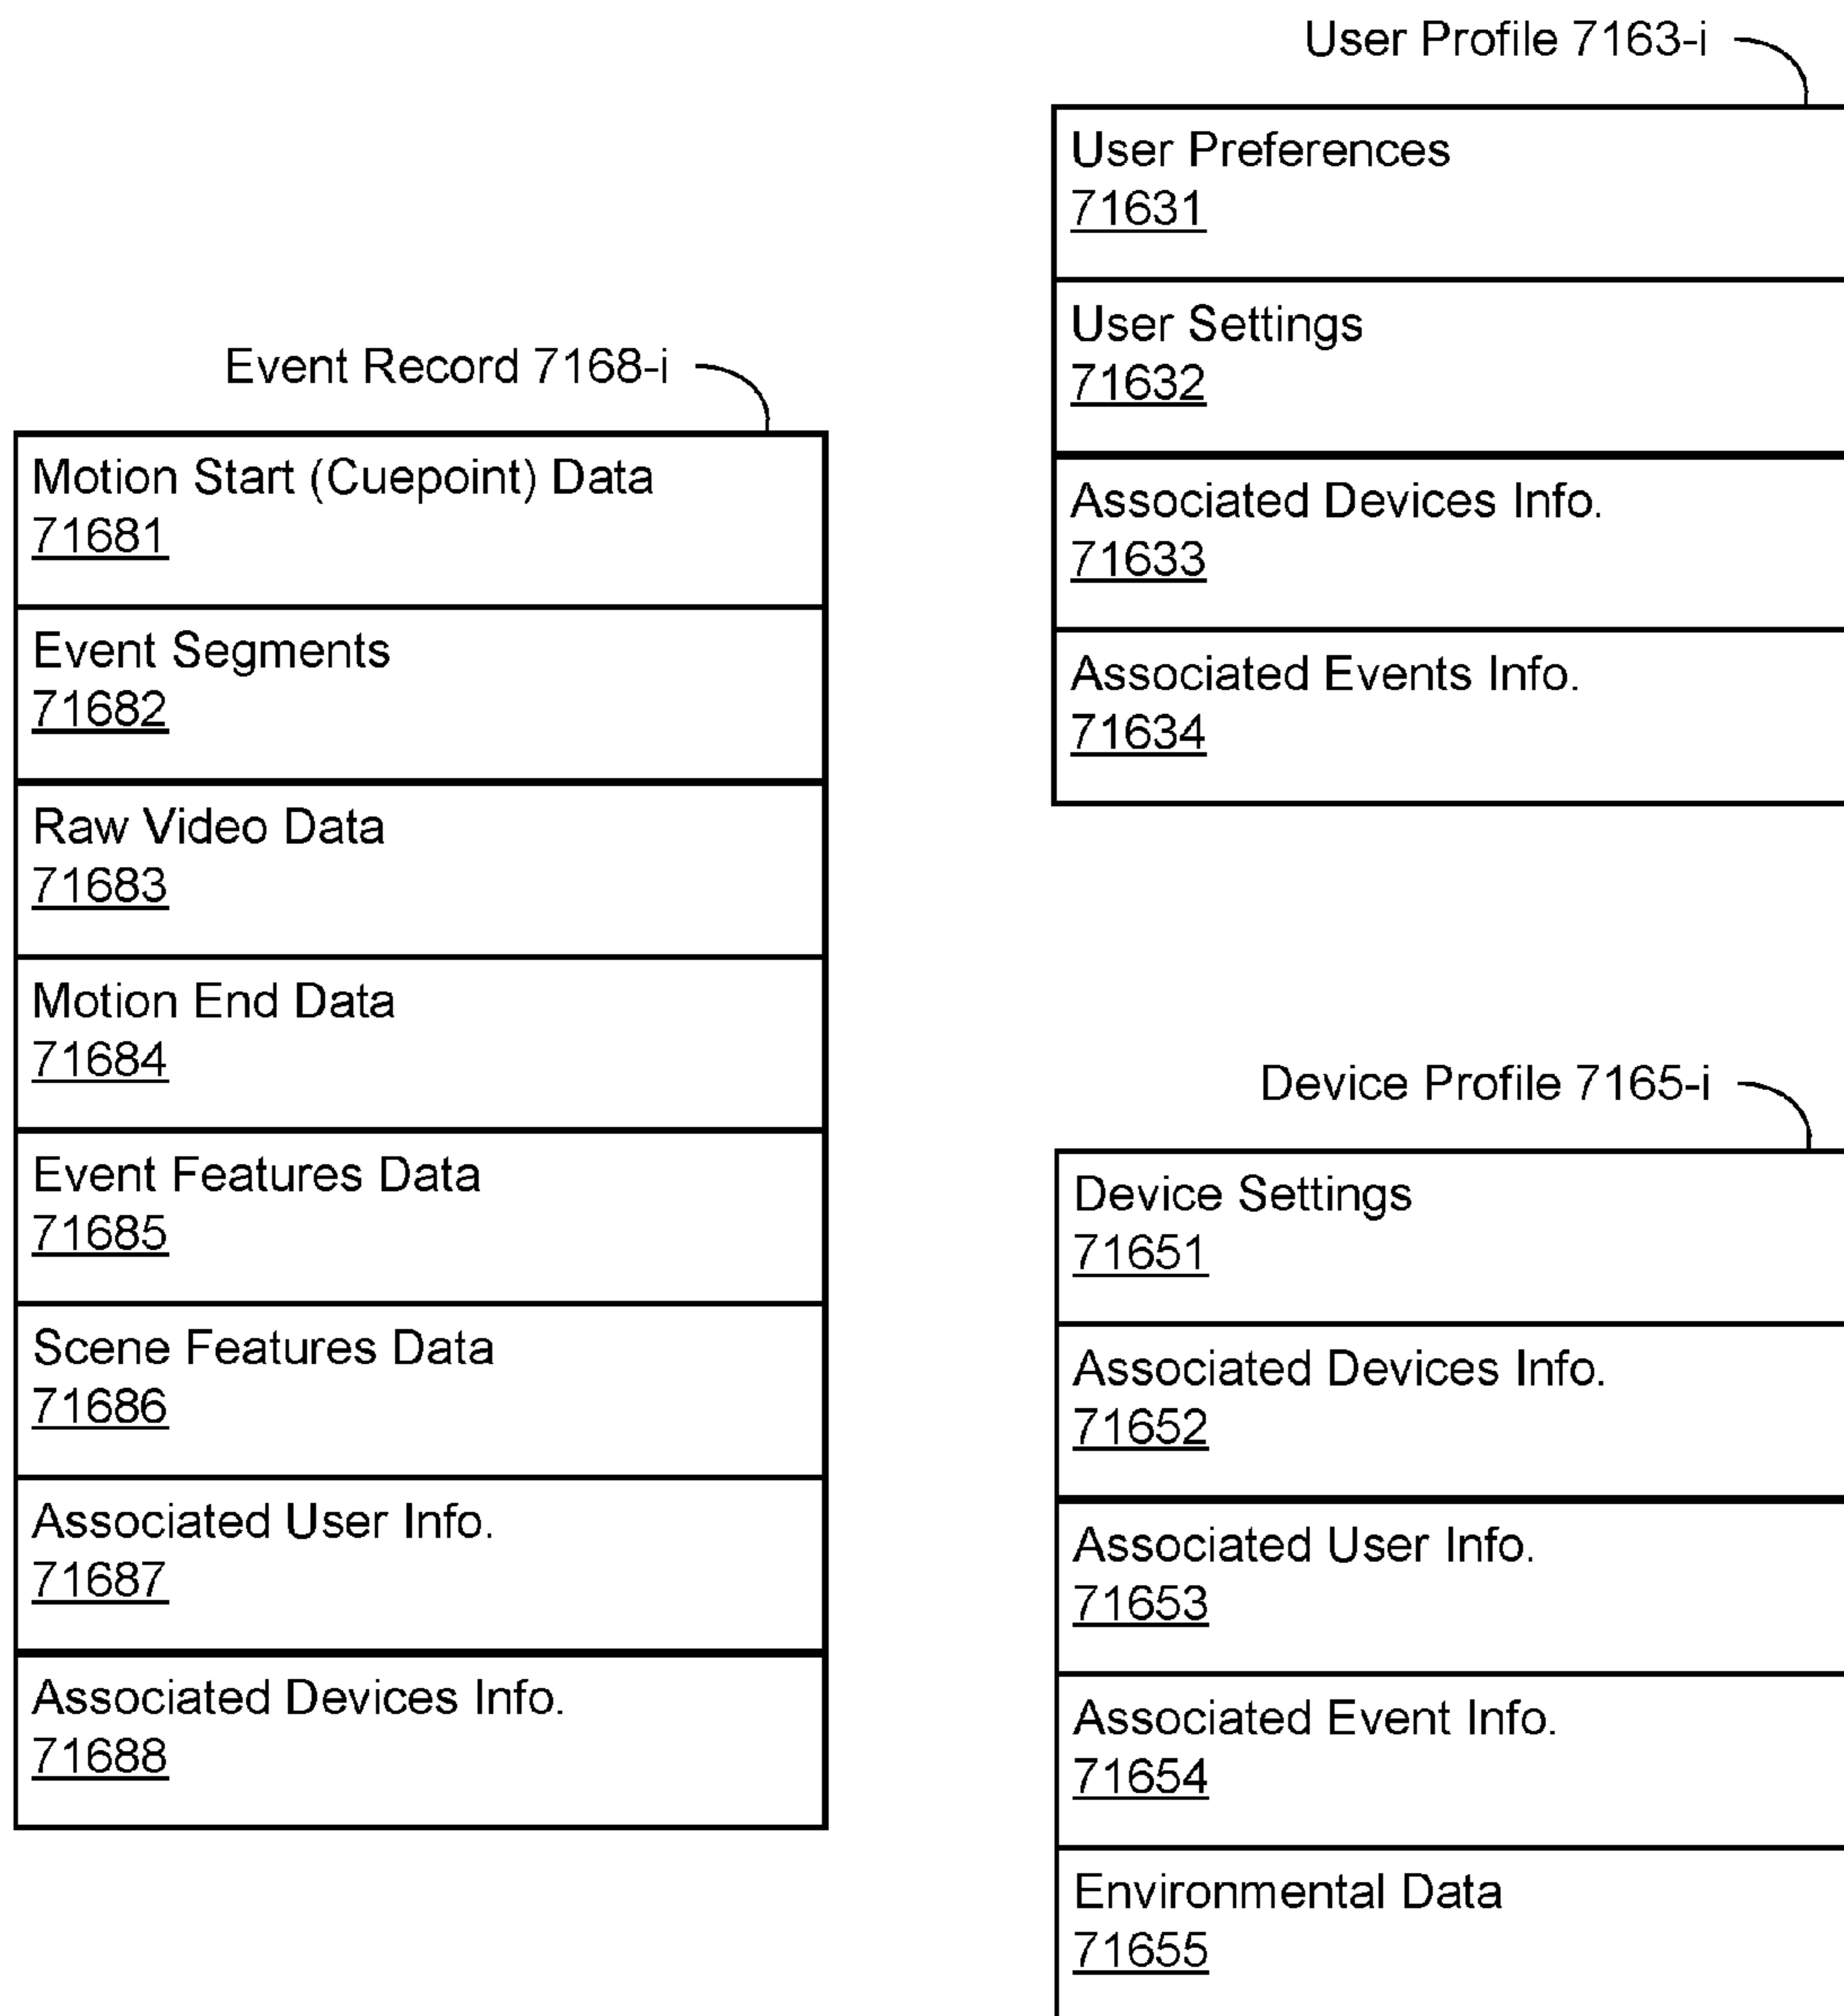 Event Record 7168-i
Motion Start (Cuepoint) Data
71681
Event Segments
71682
Raw Video Data
71683
Motion End Data
71684
Event Features Data
71685
Scene Features Data
71686
Associated User Info.
71687
Associated Devices Info.
71688
User Profile 7163-i
User Preferences
71631
User Settings
71632
Associated Devices Info.
71633
Associated Events Info.
71634
Device Profile 7165-i
Device Settings
71651
Associated Devices Info.
71652
Associated User Info.
71653
Associated Event Info.
71654
Environmental Data
71655